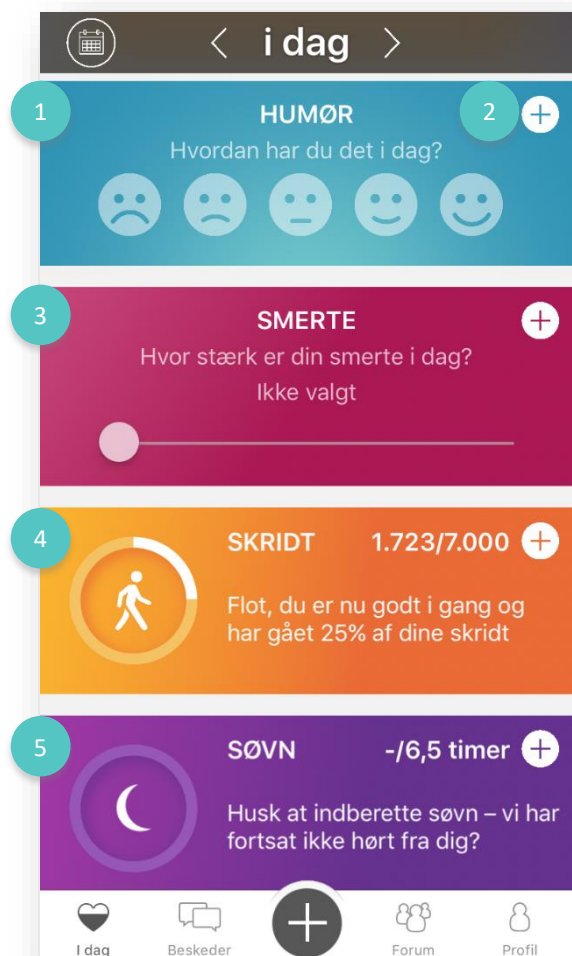 i dag
1
HUMØR
2
Hvordan har du det i dag?
3
SMERTE
Hvor stærk er din smerte i dag?
Ikke valgt
4
SKRIDT 1.723/7.000
Flot, du er nu godt i gang og
har gået 25% af dine skridt
5
SØVN -/6,5 timer
Husk at indberette søvn – vi har
fortsat ikke hørt fra dig?
I dag Beskeder Forum Profil